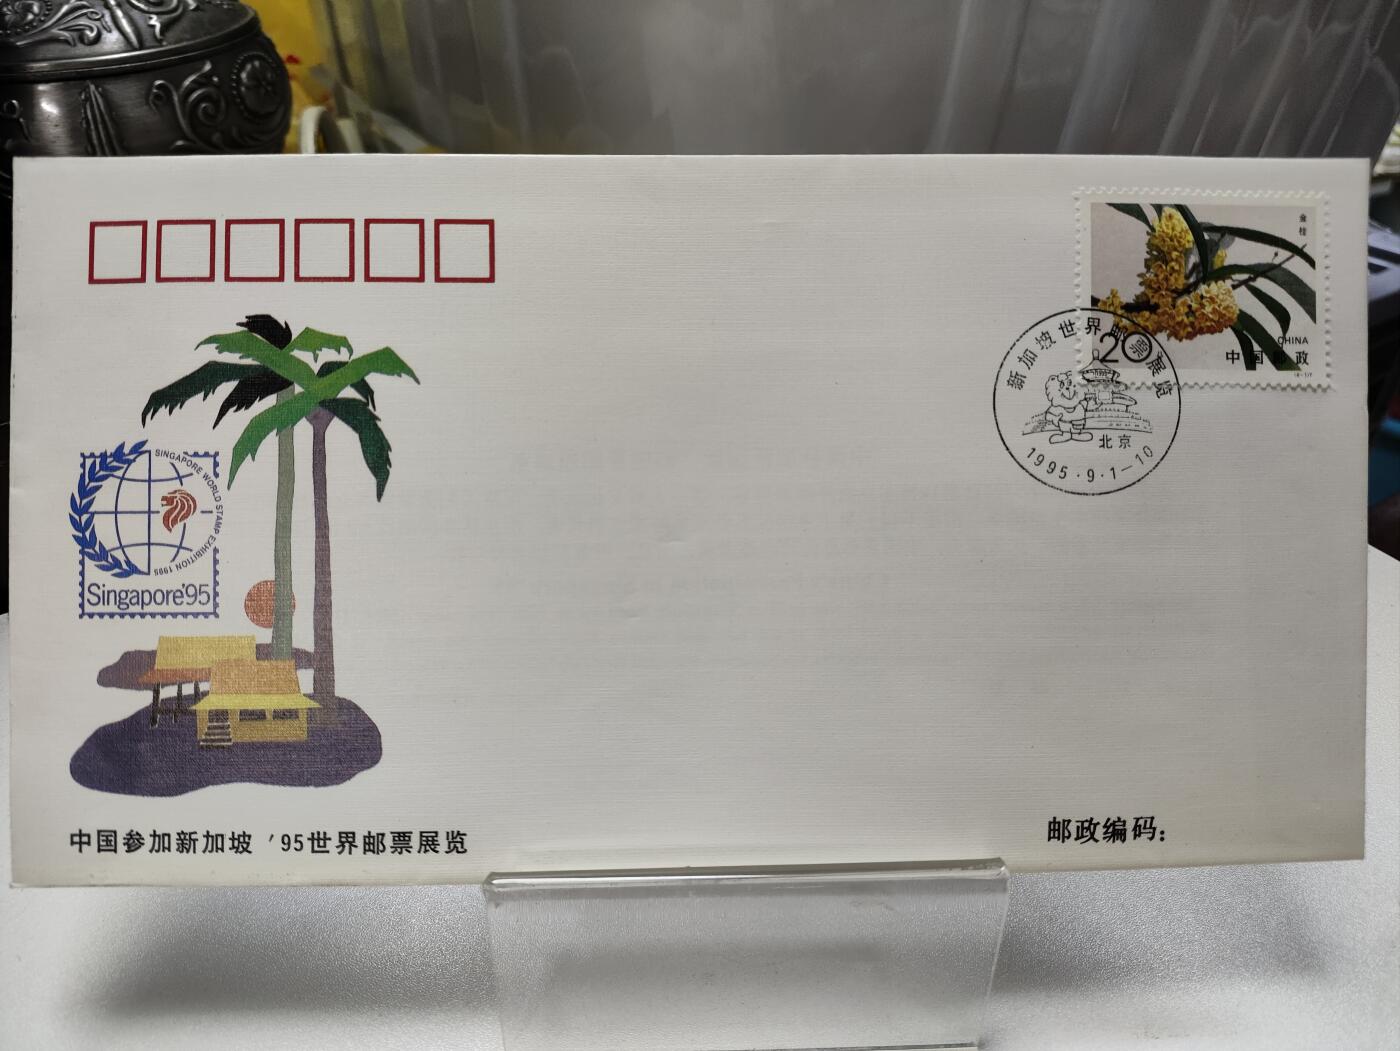 金桂
20
CHINA
中国邮政
新加坡世界邮票展览
北京
1995·9·1—10
SINGAPORE WORLD STAMP EXHIBITION 1995
Singapore'95
中国参加新加坡 '95世界邮票展览
邮政编码：